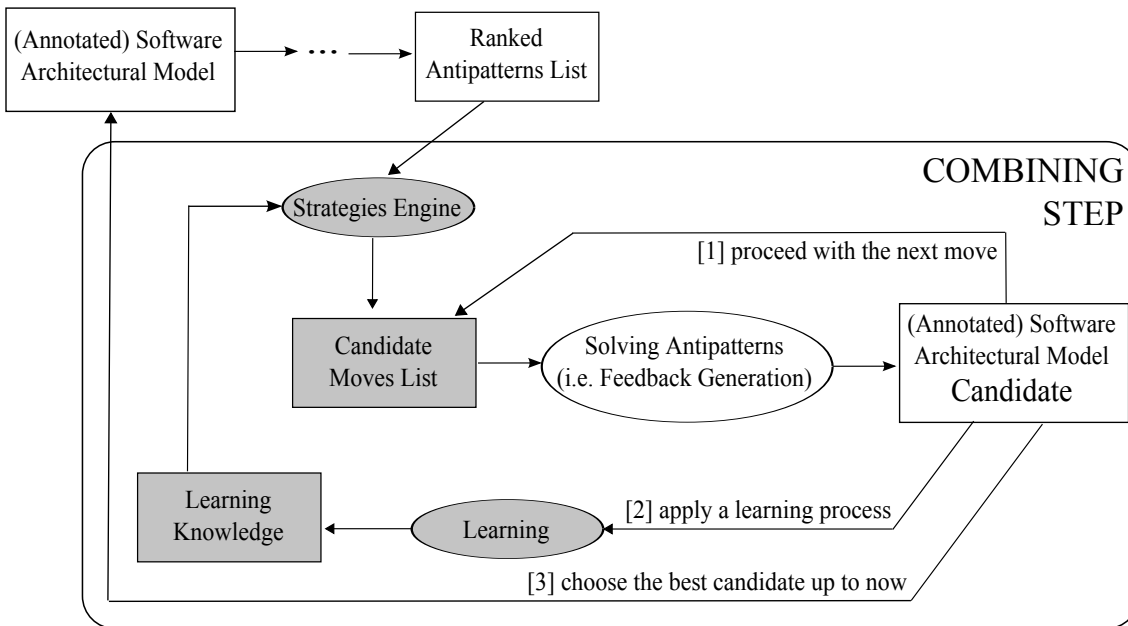 (Annotated) Software
Architectural Model
...
Ranked
Antipatterns List
COMBINING
STEP
Strategies Engine
[1] proceed with the next move
Candidate
Moves List
Solving Antipatterns
(i.e. Feedback Generation)
(Annotated) Software
Architectural Model
Candidate
Learning
Knowledge
Learning
[2] apply a learning process
[3] choose the best candidate up to now